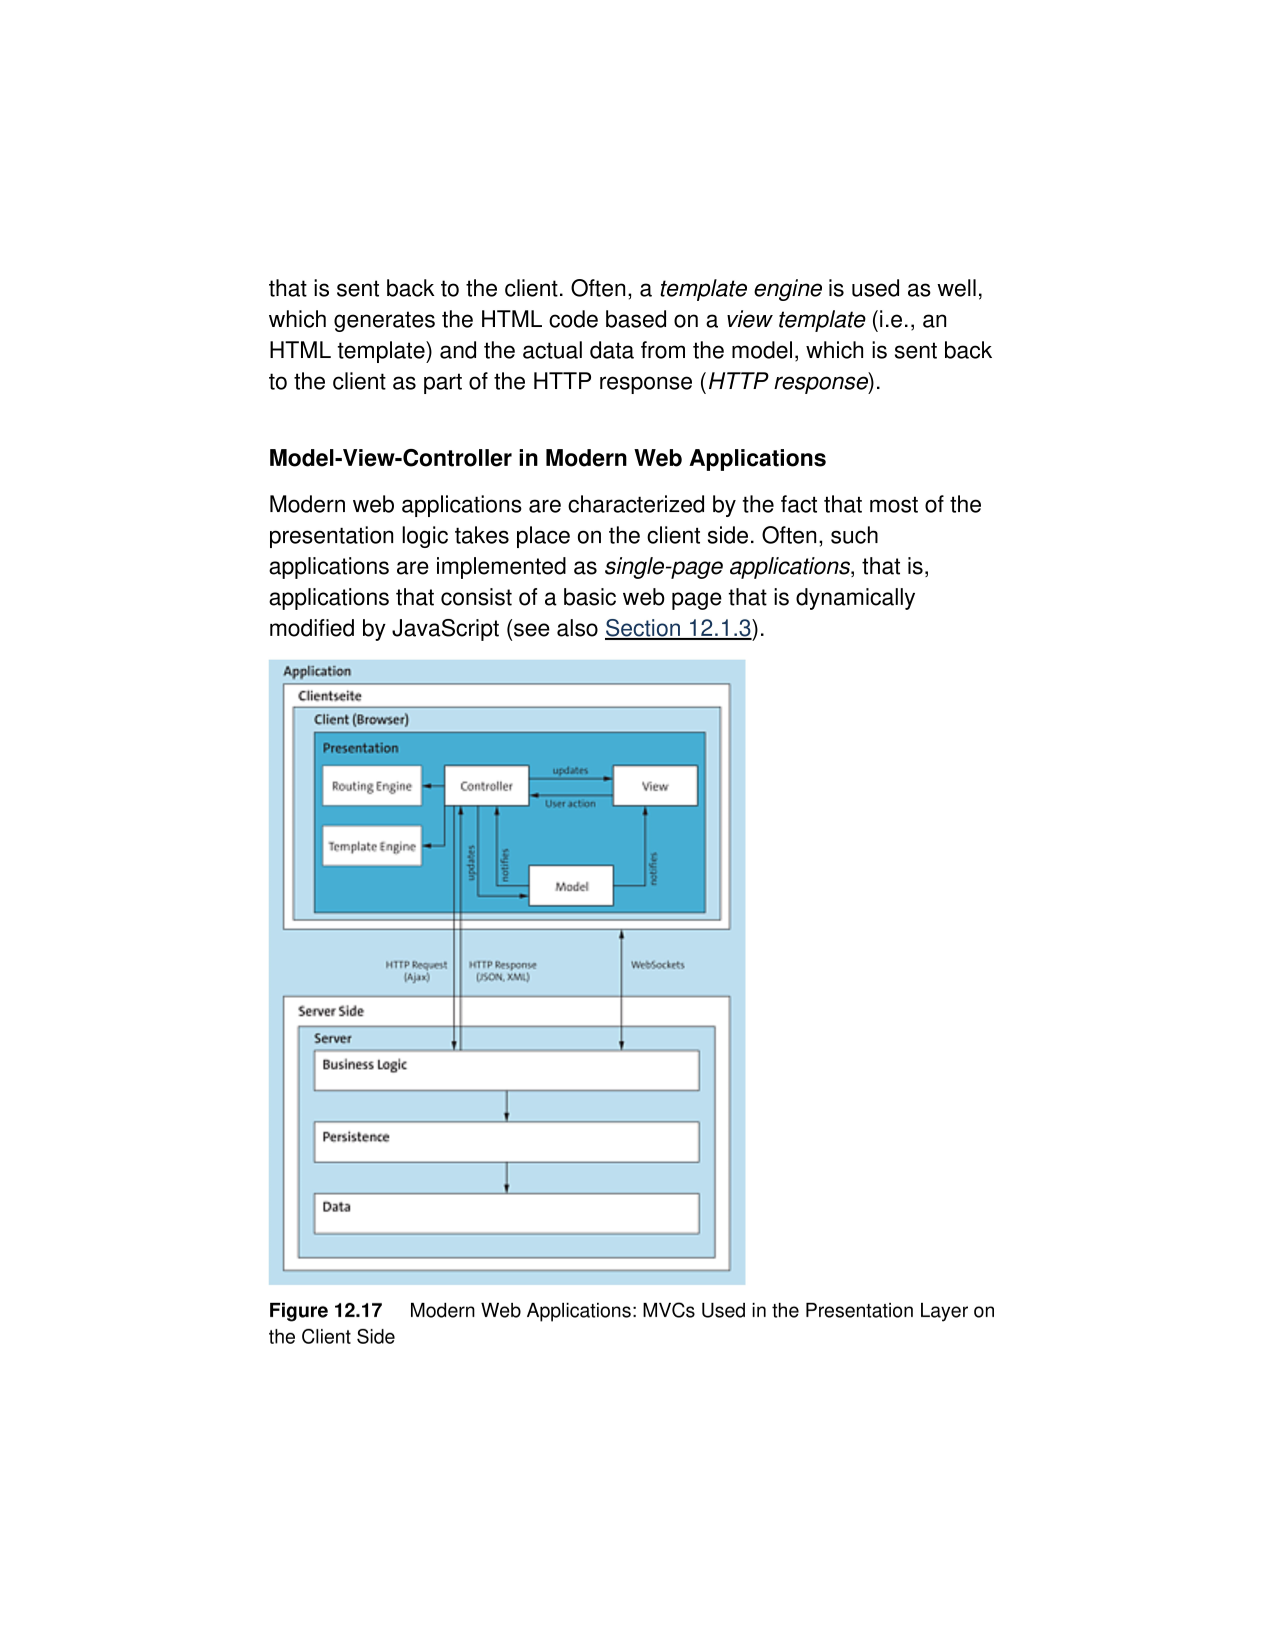 that is sent back to the client. Often, a template engine is used as well,
which generates the HTML code based on a view template (i.e., an
HTML template) and the actual data from the model, which is sent back
to the client as part of the HTTP response (HTTP response).
Model-View-Controller in Modern Web Applications
Modern web applications are characterized by the fact that most of the
presentation logic takes place on the client side. Often, such
applications are implemented as single-page applications, that is,
applications that consist of a basic web page that is dynamically
modified by JavaScript (see also Section 12.1.3).
Application
Clientseite
Client (Browser)
Presentation
Routing Engine
Controller
updates
User action
View
Template Engine
updates
notifies
notifies
Model
HTTP Request
(Ajax)
HTTP Response
(JSON, XML)
WebSockets
Server Side
Server
Business Logic
Persistence
Data
Figure 12.17 Modern Web Applications: MVCs Used in the Presentation Layer on
the Client Side